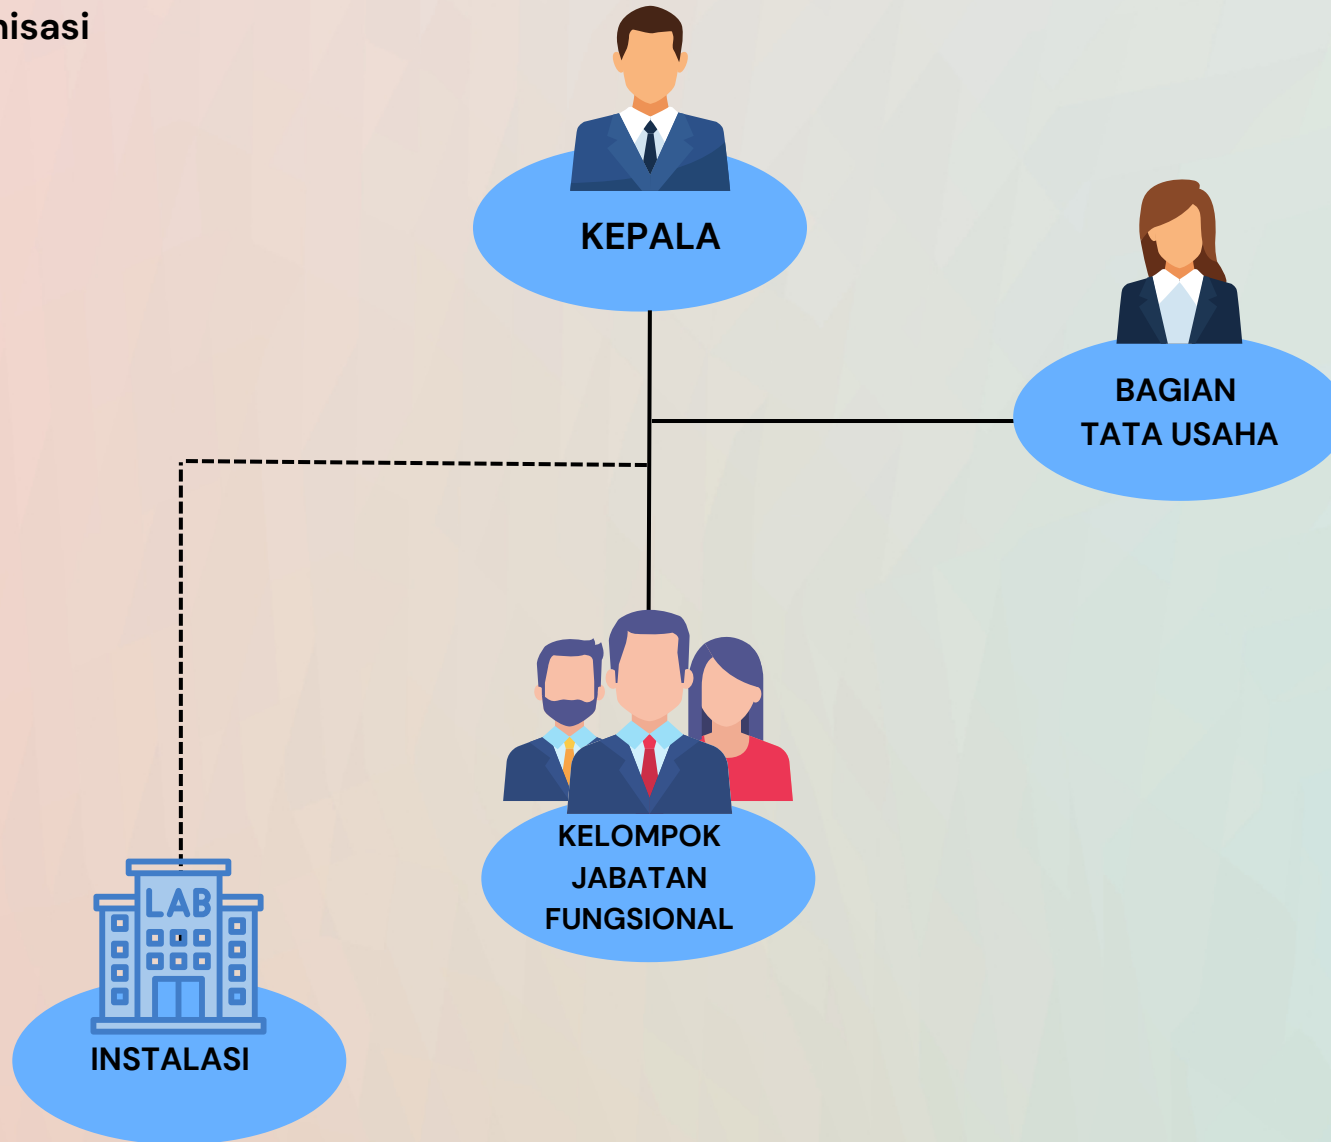 nisasi
KEPALA
BAGIAN
TATA USAHA
KELOMPOK
JABATAN
FUNGSIONAL
LAB
INSTALASI